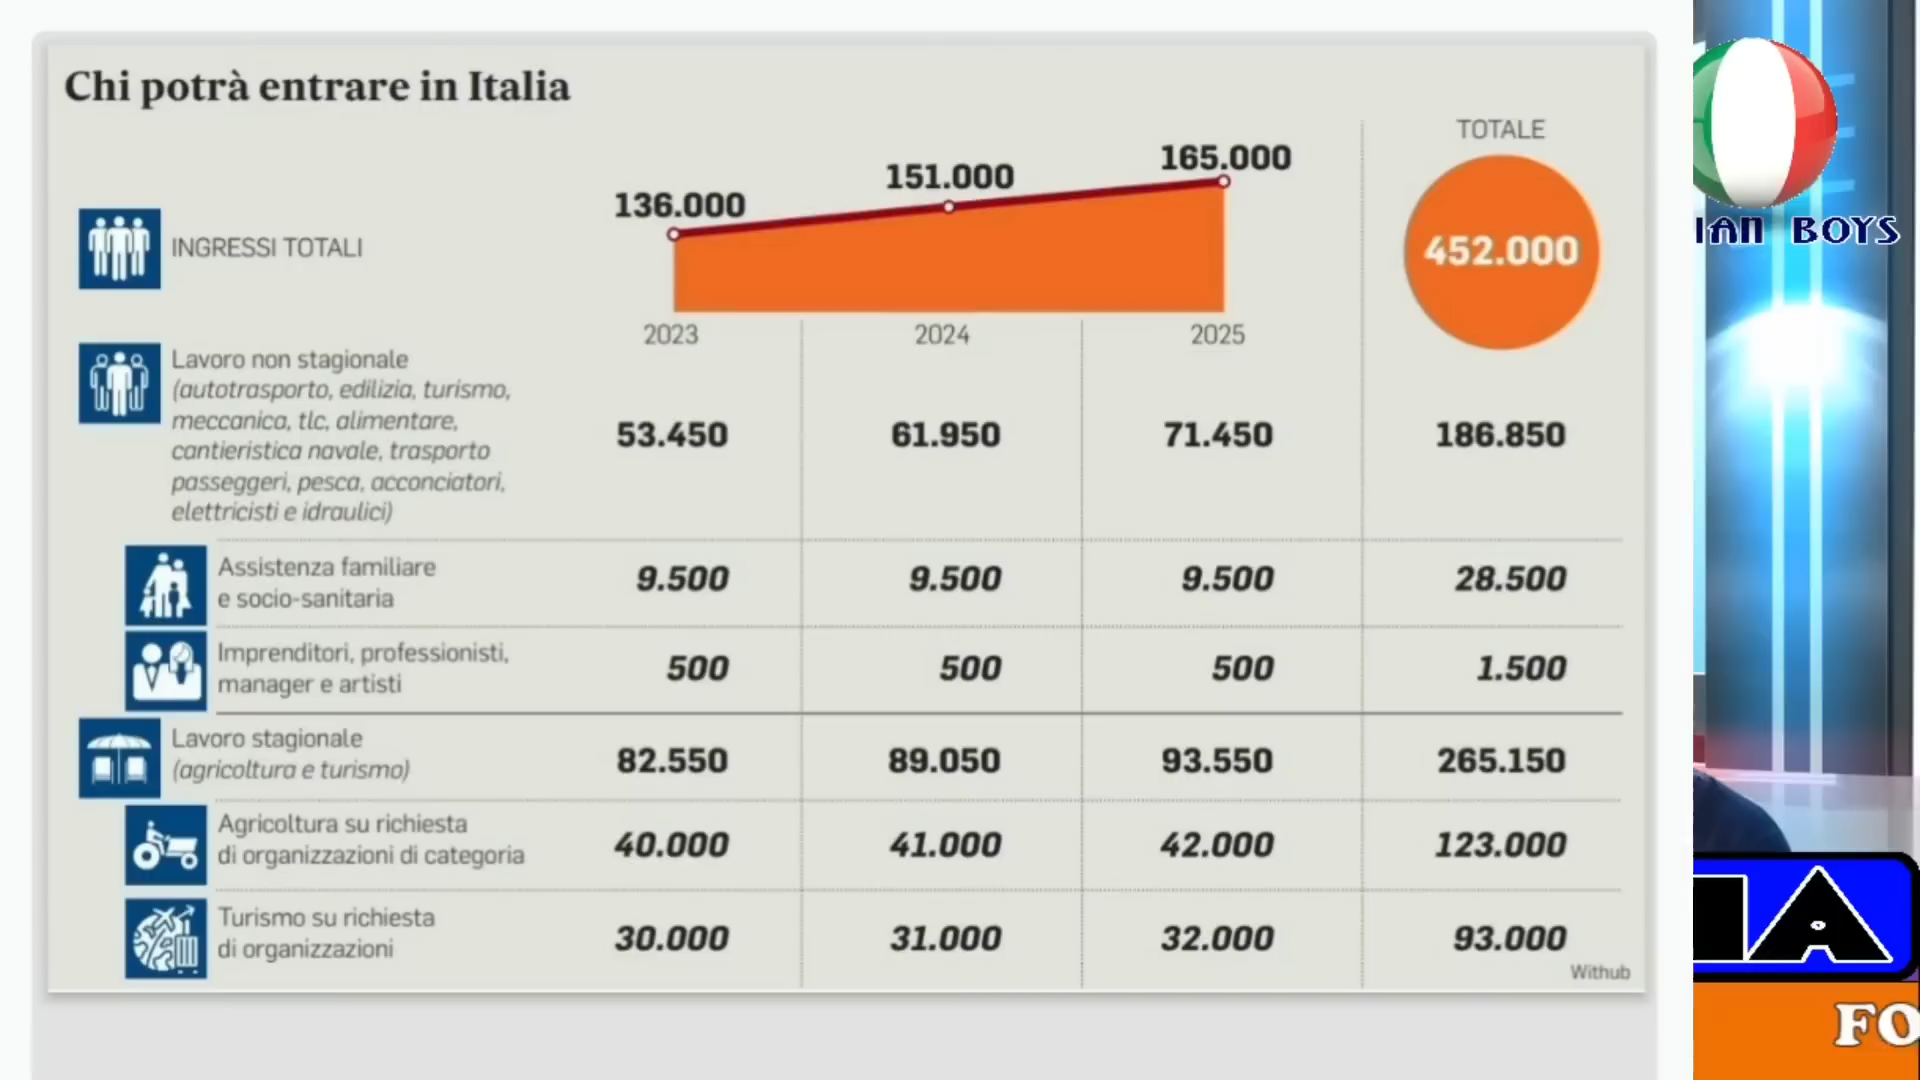 Chi potrà entrare in Italia
TOTALE
136.000 151.000 165.000
INGRESSI TOTALI
452.000
2023 2024 2025
Lavoro non stagionale
(autotrasporto, edilizia, turismo,
meccanica, tlc, alimentare,
cantieristica navale, trasporto
passeggeri, pesca, acconciatori,
elettricisti e idraulici)
53.450 61.950 71.450 186.850
Assistenza familiare
e socio-sanitaria
9.500 9.500 9.500 28.500
Imprenditori, professionisti,
manager e artisti
500 500 500 1.500
Lavoro stagionale
(agricoltura e turismo)
82.550 89.050 93.550 265.150
Agricoltura su richiesta
di organizzazioni di categoria
40.000 41.000 42.000 123.000
Turismo su richiesta
di organizzazioni
30.000 31.000 32.000 93.000
Withub
IAN BOYS
IA
FO